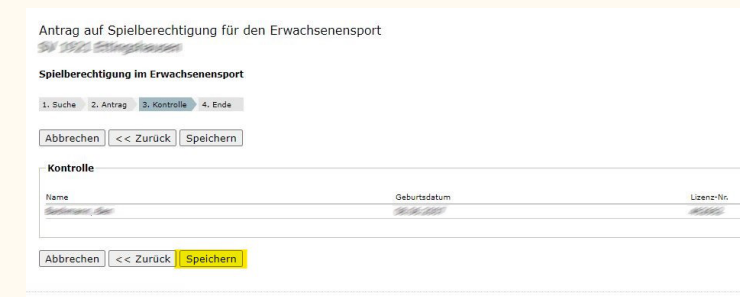 Antrag auf Spielberechtigung für den Erwachsenensport
Spielberechtigung im Erwachsenensport
1. Suche 2. Antrag 3. Kontrolle 4. Ende
Abbrechen << Zurück Speichern
Kontrolle
Name Geburtsdatum Lizenz-Nr.
Abbrechen << Zurück Speichern